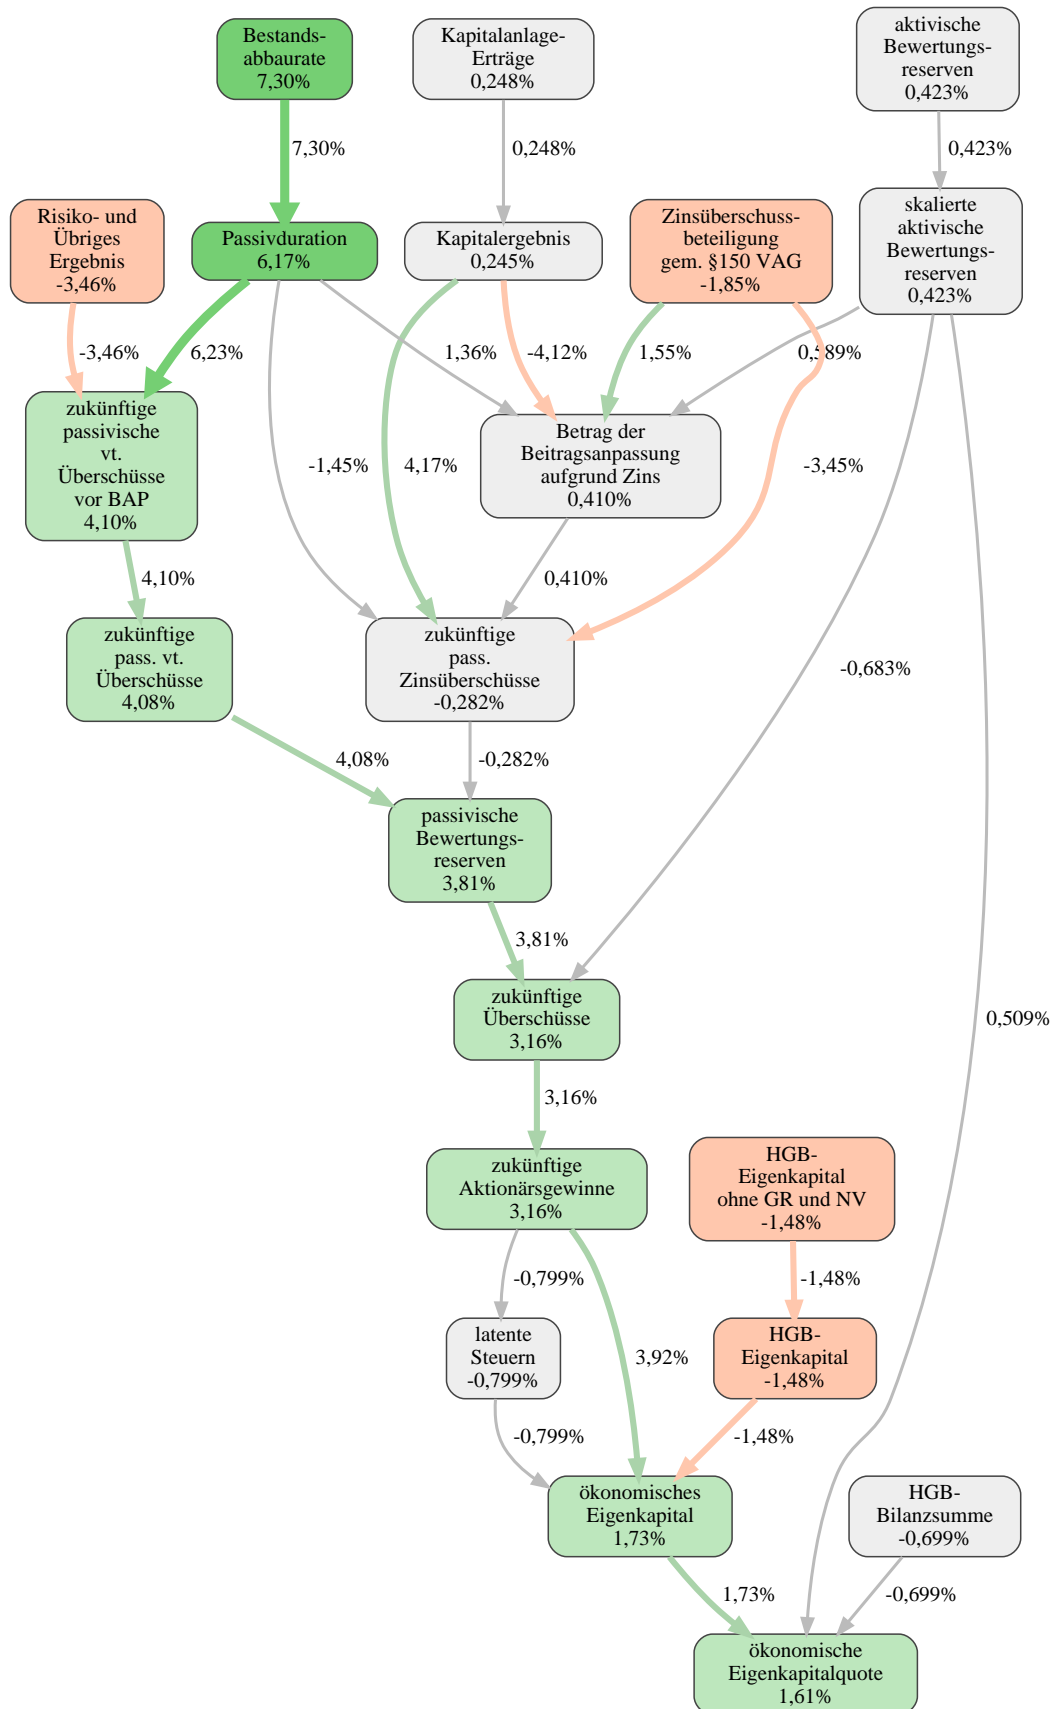 Bestands-
abbaurate
7,30%
Kapitalanlage-
Erträge
0,248%
aktivische
Bewertungs-
reserven
0,423%
7,30%
0,248%
0,423%
Risiko- und
Übriges
Ergebnis
-3,46%
Passivduration
6,17%
Kapitalergebnis
0,245%
Zinsüberschuss-
beteiligung
gem. §150 VAG
-1,85%
skalierte
aktivische
Bewertungs-
reserven
0,423%
-3,46%
6,23%
1,36%
-4,12%
1,55%
0,589%
zukünftige
passivische
vt.
Überschüsse
vor BAP
4,10%
-1,45%
4,17%
Betrag der
Beitragsanpassung
aufgrund Zins
0,410%
-3,45%
4,10%
0,410%
zukünftige
pass. vt.
Überschüsse
4,08%
zukünftige
pass.
Zinsüberschüsse
-0,282%
-0,683%
4,08%
-0,282%
passivische
Bewertungs-
reserven
3,81%
3,81%
zukünftige
Überschüsse
3,16%
0,509%
3,16%
zukünftige
Aktionärsgewinne
3,16%
HGB-
Eigenkapital
ohne GR und NV
-1,48%
-0,799%
-1,48%
latente
Steuern
-0,799%
3,92%
HGB-
Eigenkapital
-1,48%
-0,799%
-1,48%
ökonomisches
Eigenkapital
1,73%
HGB-
Bilanzsumme
-0,699%
1,73%
-0,699%
ökonomische
Eigenkapitalquote
1,61%